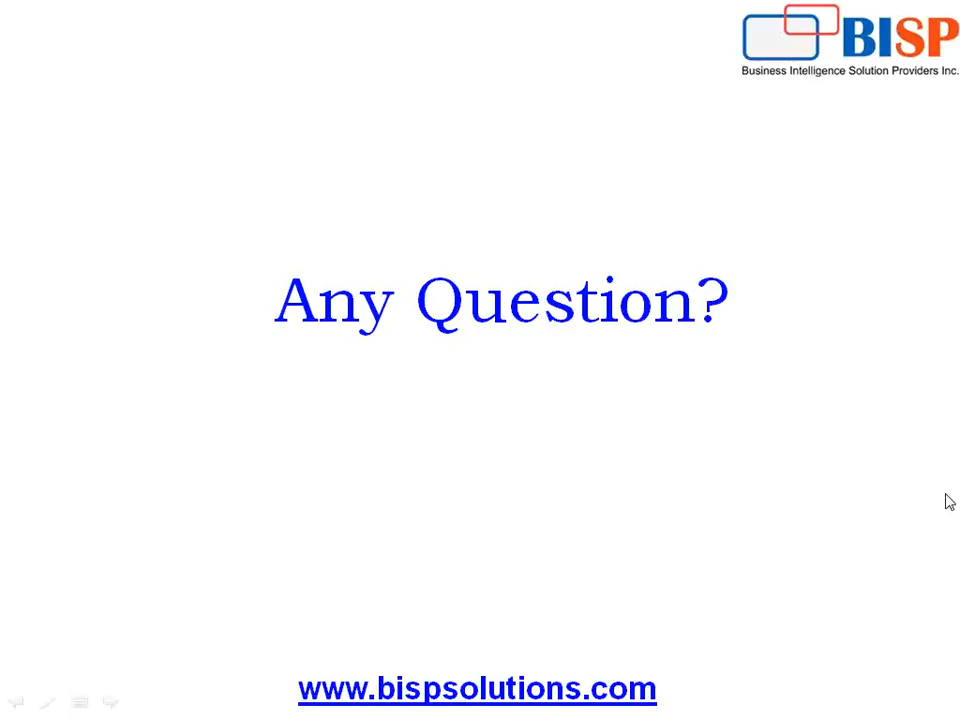 BISP
Business Intelligence Solution Providers Inc.
Any Question?
www.bispsolutions.com